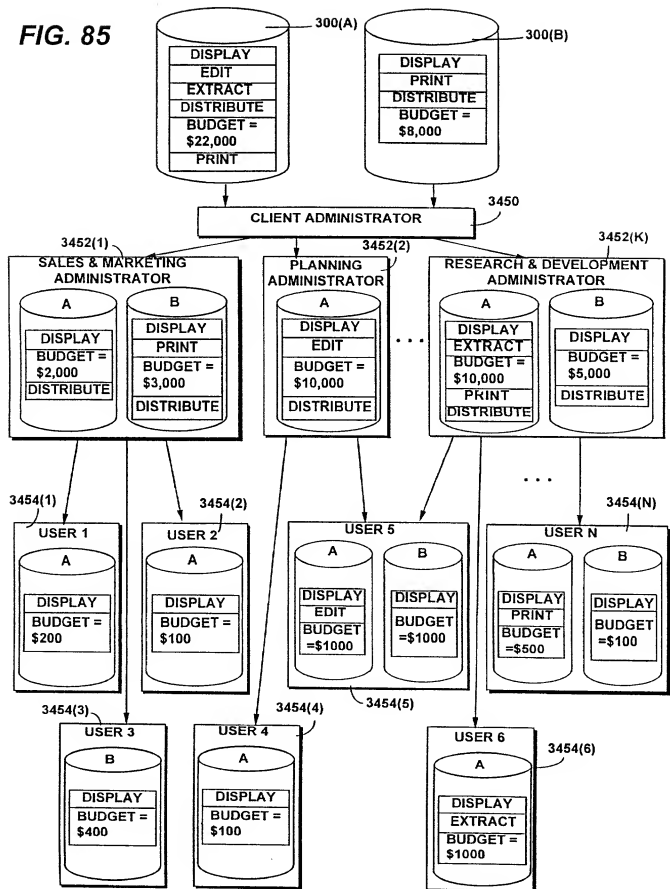 FIG. 85
300(A)
DISPLAY
EDIT
EXTRACT
DISTRIBUTE
BUDGET =
$22,000
PRINT
300(B)
DISPLAY
PRINT
DISTRIBUTE
BUDGET =
$8,000
CLIENT ADMINISTRATOR
3450
3452(1)
SALES & MARKETING
ADMINISTRATOR
A
DISPLAY
BUDGET =
$2,000
DISTRIBUTE
B
DISPLAY
PRINT
BUDGET =
$3,000
DISTRIBUTE
3452(2)
PLANNING
ADMINISTRATOR
A
DISPLAY
EDIT
BUDGET =
$10,000
DISTRIBUTE
...
3452(K)
RESEARCH & DEVELOPMENT
ADMINISTRATOR
A
DISPLAY
EXTRACT
BUDGET =
$10,000
PRINT
DISTRIBUTE
B
DISPLAY
BUDGET =
$5,000
DISTRIBUTE
...
3454(1)
USER 1
A
DISPLAY
BUDGET =
$200
3454(2)
USER 2
A
DISPLAY
BUDGET =
$100
USER 5
A
DISPLAY
EDIT
BUDGET
=$1000
B
DISPLAY
BUDGET
=$1000
3454(5)
3454(N)
USER N
A
DISPLAY
PRINT
BUDGET
=$500
B
DISPLAY
BUDGET
=$100
3454(3)
USER 3
B
DISPLAY
BUDGET =
$400
3454(4)
USER 4
A
DISPLAY
BUDGET =
$100
USER 6
3454(6)
A
DISPLAY
EXTRACT
BUDGET =
$1000